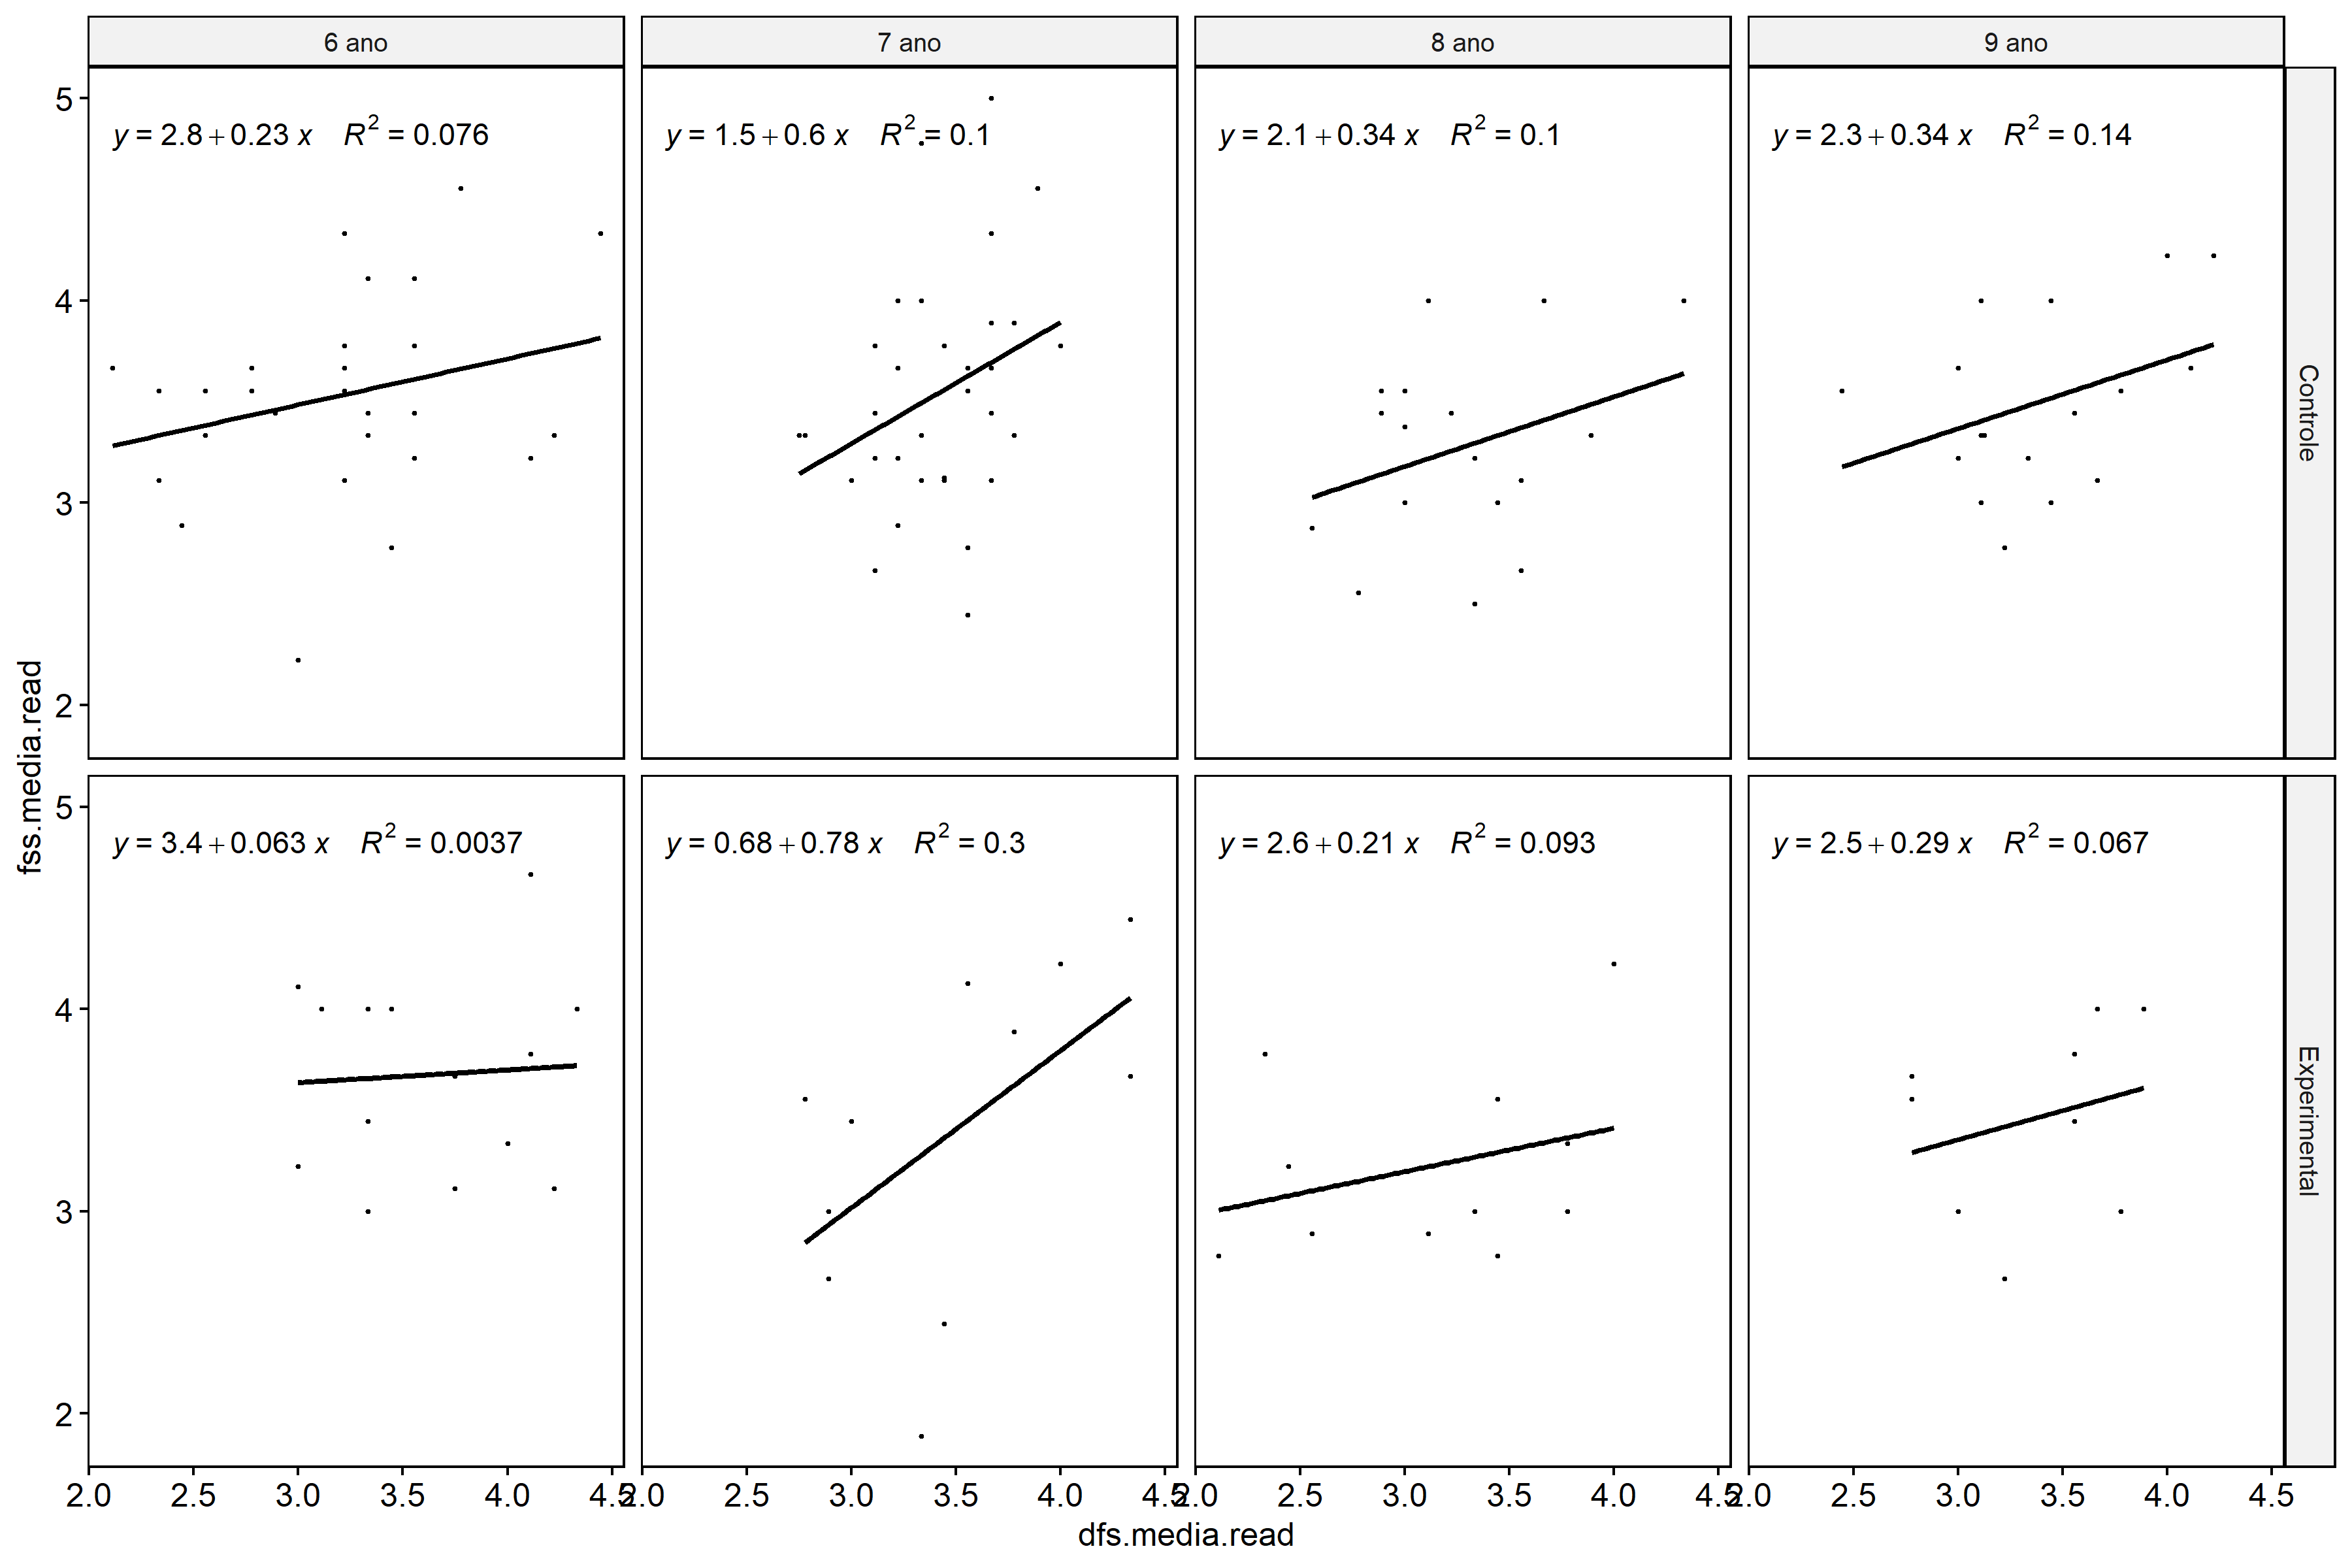 6 ano
7 ano
8 ano
9 ano
y = 2.8 + 0.23 x R² = 0.076
y = 1.5 + 0.6 x R² = 0.1
y = 2.1 + 0.34 x R² = 0.1
y = 2.3 + 0.34 x R² = 0.14
Controle
5
4
3
2
fss.media.read
y = 3.4 + 0.063 x R² = 0.0037
y = 0.68 + 0.78 x R² = 0.3
y = 2.6 + 0.21 x R² = 0.093
y = 2.5 + 0.29 x R² = 0.067
Experimental
5
4
3
2
2.0 2.5 3.0 3.5 4.0 4.5
2.0 2.5 3.0 3.5 4.0 4.5
2.0 2.5 3.0 3.5 4.0 4.5
2.0 2.5 3.0 3.5 4.0 4.5
dfs.media.read